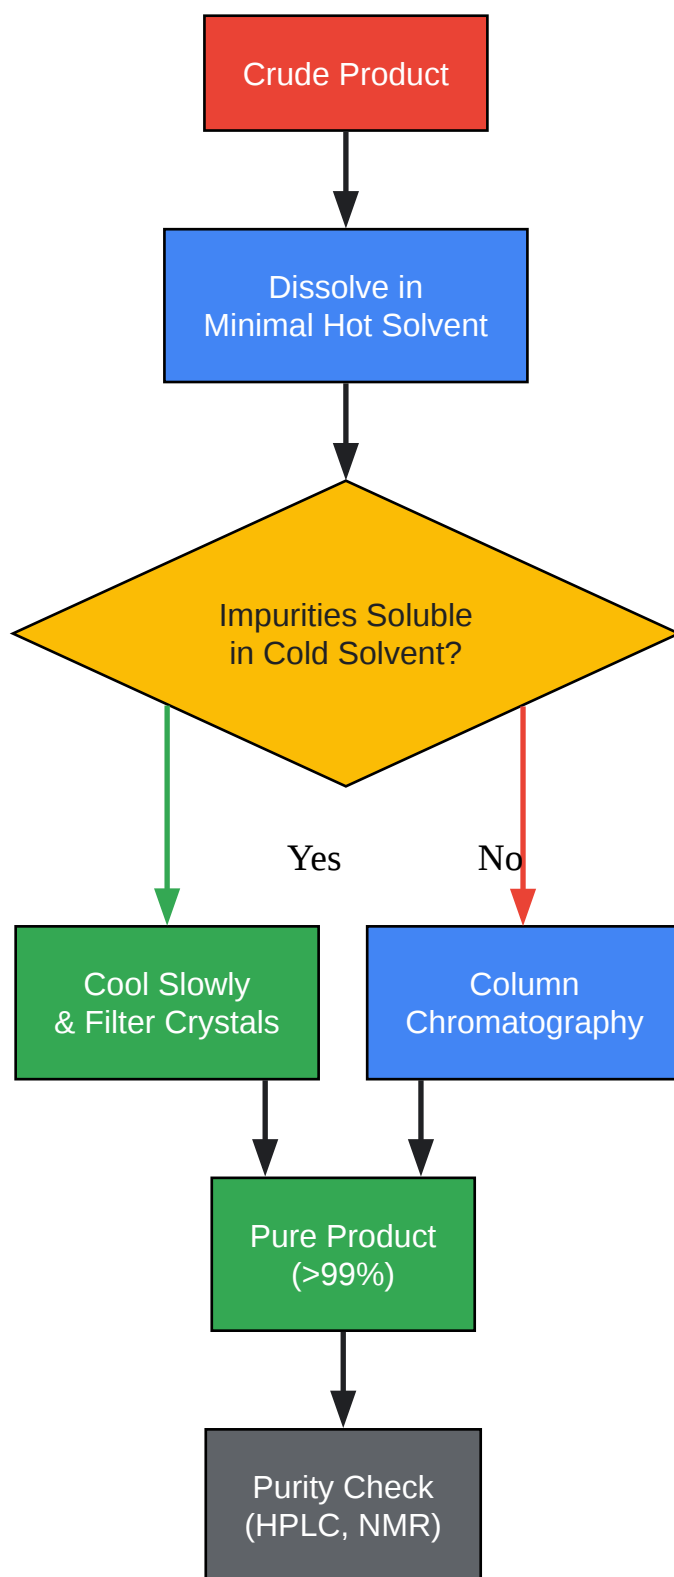 Crude Product
Dissolve in
Minimal Hot Solvent
Impurities Soluble
in Cold Solvent?
Yes
No
Cool Slowly
& Filter Crystals
Column
Chromatography
Pure Product
(>99%)
Purity Check
(HPLC, NMR)